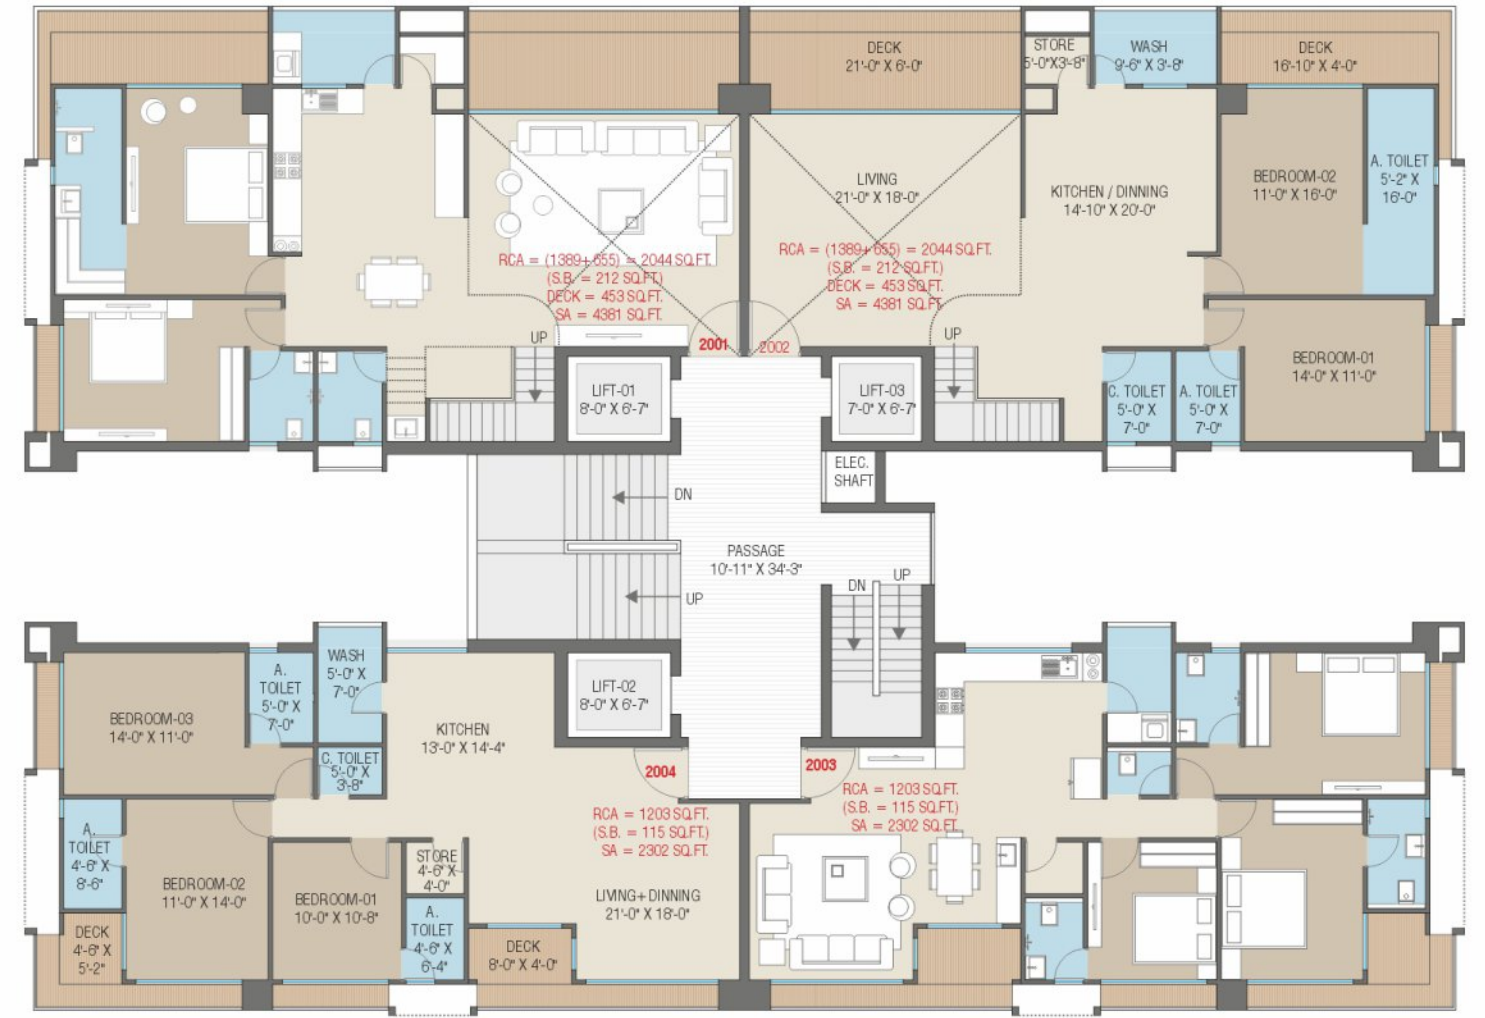 DECK
21'-0" X 6'-0"
STORE
5'-0"X3'-8"
WASH
9'-6" X 3'-8"
DECK
16'-10" X 4'-0"
LIVING
21'-0" X 18'-0"
KITCHEN / DINNING
14'-10" X 20'-0"
BEDROOM-02
11'-0" X 16'-0"
A. TOILET
5'-2" X
16'-0"
RCA = (1389+655) = 2044 SQ.FT.
(S.B. = 212 SQ.FT.)
DECK = 453 SQ.FT.
SA = 4381 SQ.FT.
RCA = (1389+655) = 2044 SQ.FT.
(S.B. = 212 SQ.FT.)
DECK = 453 SQ.FT.
SA = 4381 SQ.FT.
UP
2001
2002
UP
BEDROOM-01
14'-0" X 11'-0"
LIFT-01
8'-0" X 6'-7"
LIFT-03
7'-0" X 6'-7"
C. TOILET
5'-0" X
7'-0"
A. TOILET
5'-0" X
7'-0"
ELEC.
SHAFT
DN
PASSAGE
10'-11" X 34'-3"
UP
DN
UP
BEDROOM-03
14'-0" X 11'-0"
A.
TOILET
5'-0" X
7'-0"
WASH
5'-0" X
7'-0"
KITCHEN
13'-0" X 14'-4"
LIFT-02
8'-0" X 6'-7"
C. TOILET
5'-0" X
3'-8"
2004
2003
RCA = 1203 SQ.FT.
(S.B. = 115 SQ.FT.)
SA = 2302 SQ.FT.
RCA = 1203 SQ.FT.
(S.B. = 115 SQ.FT.)
SA = 2302 SQ.FT.
A.
TOILET
4'-6" X
8'-6"
BEDROOM-02
11'-0" X 14'-0"
BEDROOM-01
10'-0" X 10'-8"
STORE
4'-6" X
4'-0"
LIVING+DINNING
21'-0" X 18'-0"
A.
TOILET
4'-6" X
6'-4"
DECK
4'-6" X
5'-2"
DECK
8'-0" X 4'-0"